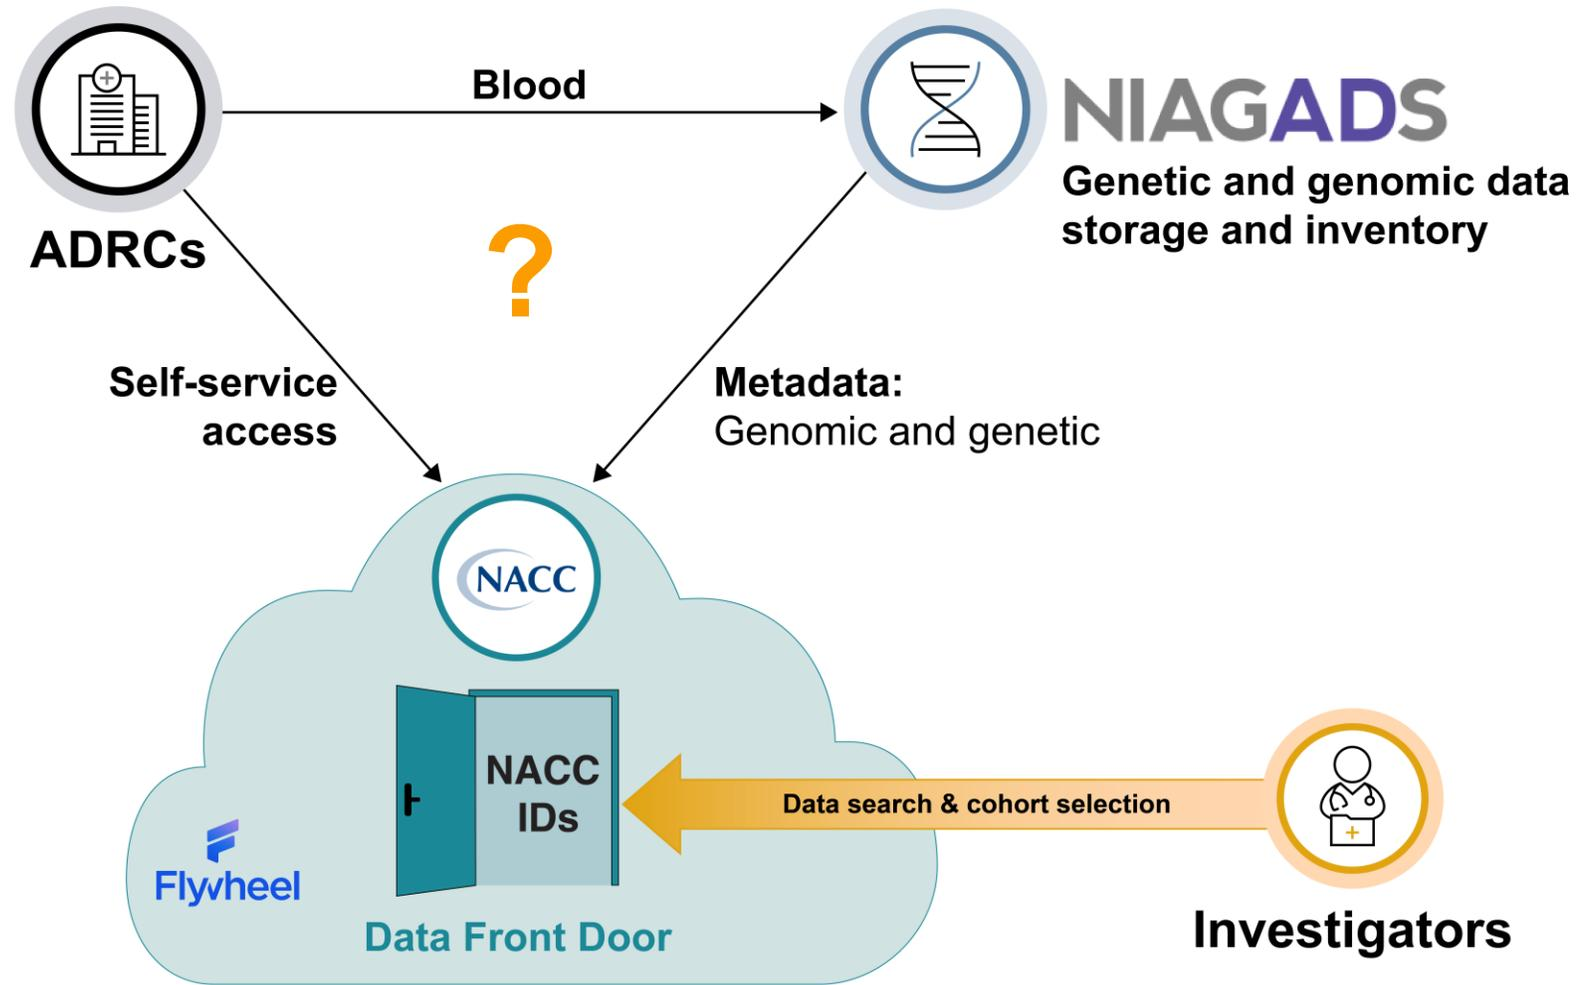 Blood
NIAGADS
Genetic and genomic data
storage and inventory
ADRCs
?
Self-service
access
Metadata:
Genomic and genetic
NACC
NACC
IDs
Data search & cohort selection
Flywheel
Data Front Door
Investigators